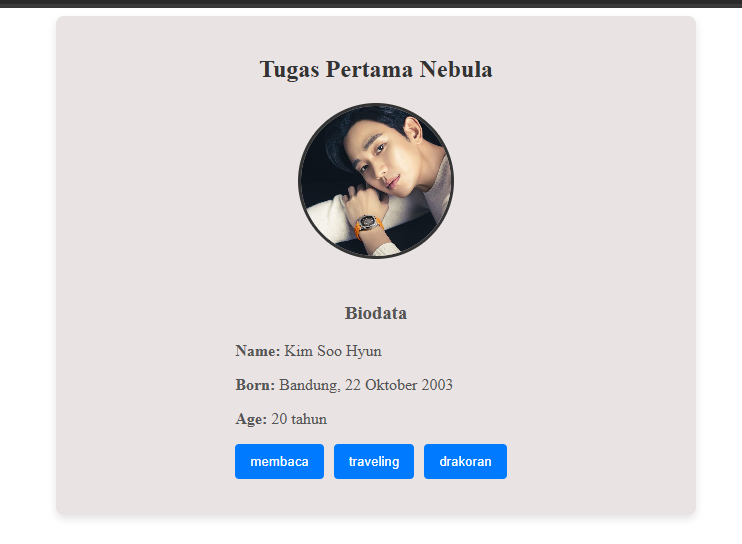 Tugas Pertama Nebula
Biodata
Name: Kim Soo Hyun
Born: Bandung, 22 Oktober 2003
Age: 20 tahun
membaca traveling drakoran